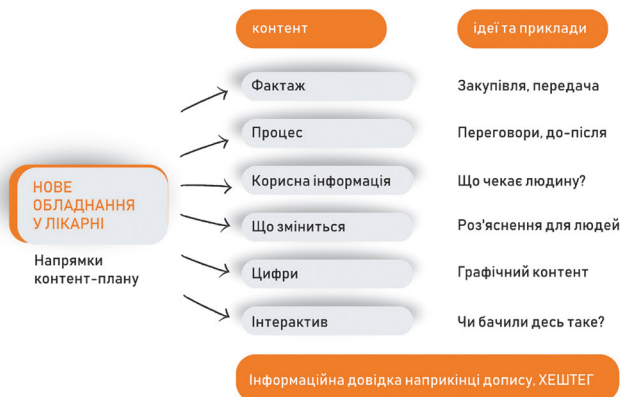 контент
ідеї та приклади
Фактаж
Закупівля, передача
Процес
Переговори, до-після
Корисна інформація
Що чекає людину?
НОВЕ
ОБЛАДНАННЯ
У ЛІКАРНІ
Що зміниться
Роз'яснення для людей
Напрямки
контент-плану
Цифри
Графічний контент
Інтерактив
Чи бачили десь таке?
Інформаційна довідка наприкінці допису, ХЕШТЕГ